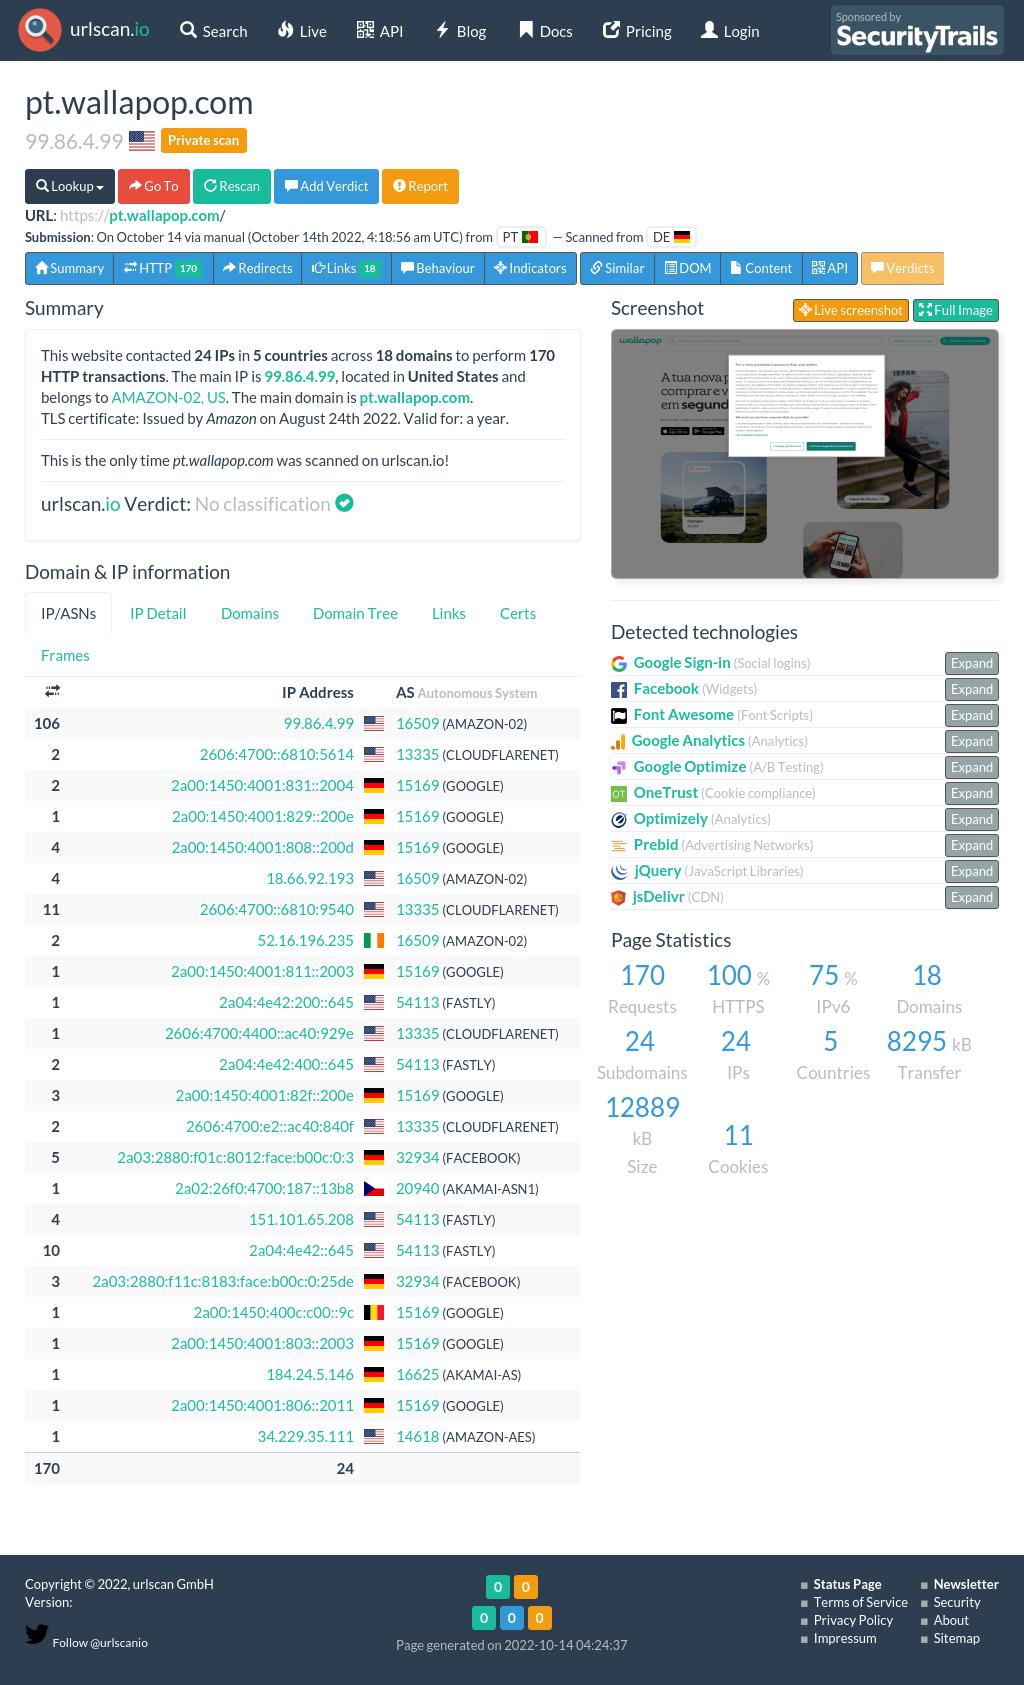 urlscan.io
Search
Live
API
Blog
Docs
Pricing
Login
Sponsored by
SecurityTrails
pt.wallapop.com
99.86.4.99 Private scan
Lookup
Go To
Rescan
Add Verdict
Report
URL: https://pt.wallapop.com/
Submission: On October 14 via manual (October 14th 2022, 4:18:56 am UTC) from PT — Scanned from DE
Summary
HTTP 170
Redirects
Links 18
Behaviour
Indicators
Similar
DOM
Content
API
Verdicts
Summary
This website contacted 24 IPs in 5 countries across 18 domains to perform 170
HTTP transactions. The main IP is 99.86.4.99, located in United States and
belongs to AMAZON-02, US. The main domain is pt.wallapop.com.
TLS certificate: Issued by Amazon on August 24th 2022. Valid for: a year.
This is the only time pt.wallapop.com was scanned on urlscan.io!
urlscan.io Verdict: No classification
Domain & IP information
IP/ASNs
IP Detail
Domains
Domain Tree
Links
Certs
Frames
IP Address AS Autonomous System
106 99.86.4.99 16509 (AMAZON-02)
2 2606:4700::6810:5614 13335 (CLOUDFLARENET)
2 2a00:1450:4001:831::2004 15169 (GOOGLE)
1 2a00:1450:4001:829::200e 15169 (GOOGLE)
4 2a00:1450:4001:808::200d 15169 (GOOGLE)
4 18.66.92.193 16509 (AMAZON-02)
11 2606:4700::6810:9540 13335 (CLOUDFLARENET)
2 52.16.196.235 16509 (AMAZON-02)
1 2a00:1450:4001:811::2003 15169 (GOOGLE)
1 2a04:4e42:200::645 54113 (FASTLY)
1 2606:4700:4400::ac40:929e 13335 (CLOUDFLARENET)
2 2a04:4e42:400::645 54113 (FASTLY)
3 2a00:1450:4001:82f::200e 15169 (GOOGLE)
2 2606:4700:e2::ac40:840f 13335 (CLOUDFLARENET)
5 2a03:2880:f01c:8012:face:b00c:0:3 32934 (FACEBOOK)
1 2a02:26f0:4700:187::13b8 20940 (AKAMAI-ASN1)
4 151.101.65.208 54113 (FASTLY)
10 2a04:4e42::645 54113 (FASTLY)
3 2a03:2880:f11c:8183:face:b00c:0:25de 32934 (FACEBOOK)
1 2a00:1450:400c:c00::9c 15169 (GOOGLE)
1 2a00:1450:4001:803::2003 15169 (GOOGLE)
1 184.24.5.146 16625 (AKAMAI-AS)
1 2a00:1450:4001:806::2011 15169 (GOOGLE)
1 34.229.35.111 14618 (AMAZON-AES)
170 24
Screenshot
Live screenshot
Full Image
wallapop
A tua nova
comprar e v
em segun
Detected technologies
Google Sign-in (Social logins) Expand
Facebook (Widgets) Expand
Font Awesome (Font Scripts) Expand
Google Analytics (Analytics) Expand
Google Optimize (A/B Testing) Expand
OneTrust (Cookie compliance) Expand
Optimizely (Analytics) Expand
Prebid (Advertising Networks) Expand
jQuery (JavaScript Libraries) Expand
jsDelivr (CDN) Expand
Page Statistics
170 100 % 75 % 18
Requests HTTPS IPv6 Domains
24 24 5 8295 kB
Subdomains IPs Countries Transfer
12889
kB
Size
11
Cookies
Copyright © 2022, urlscan GmbH
Version:
Follow @urlscanio
0 0
0 0 0
Page generated on 2022-10-14 04:24:37
Status Page
Terms of Service
Privacy Policy
Impressum
Newsletter
Security
About
Sitemap